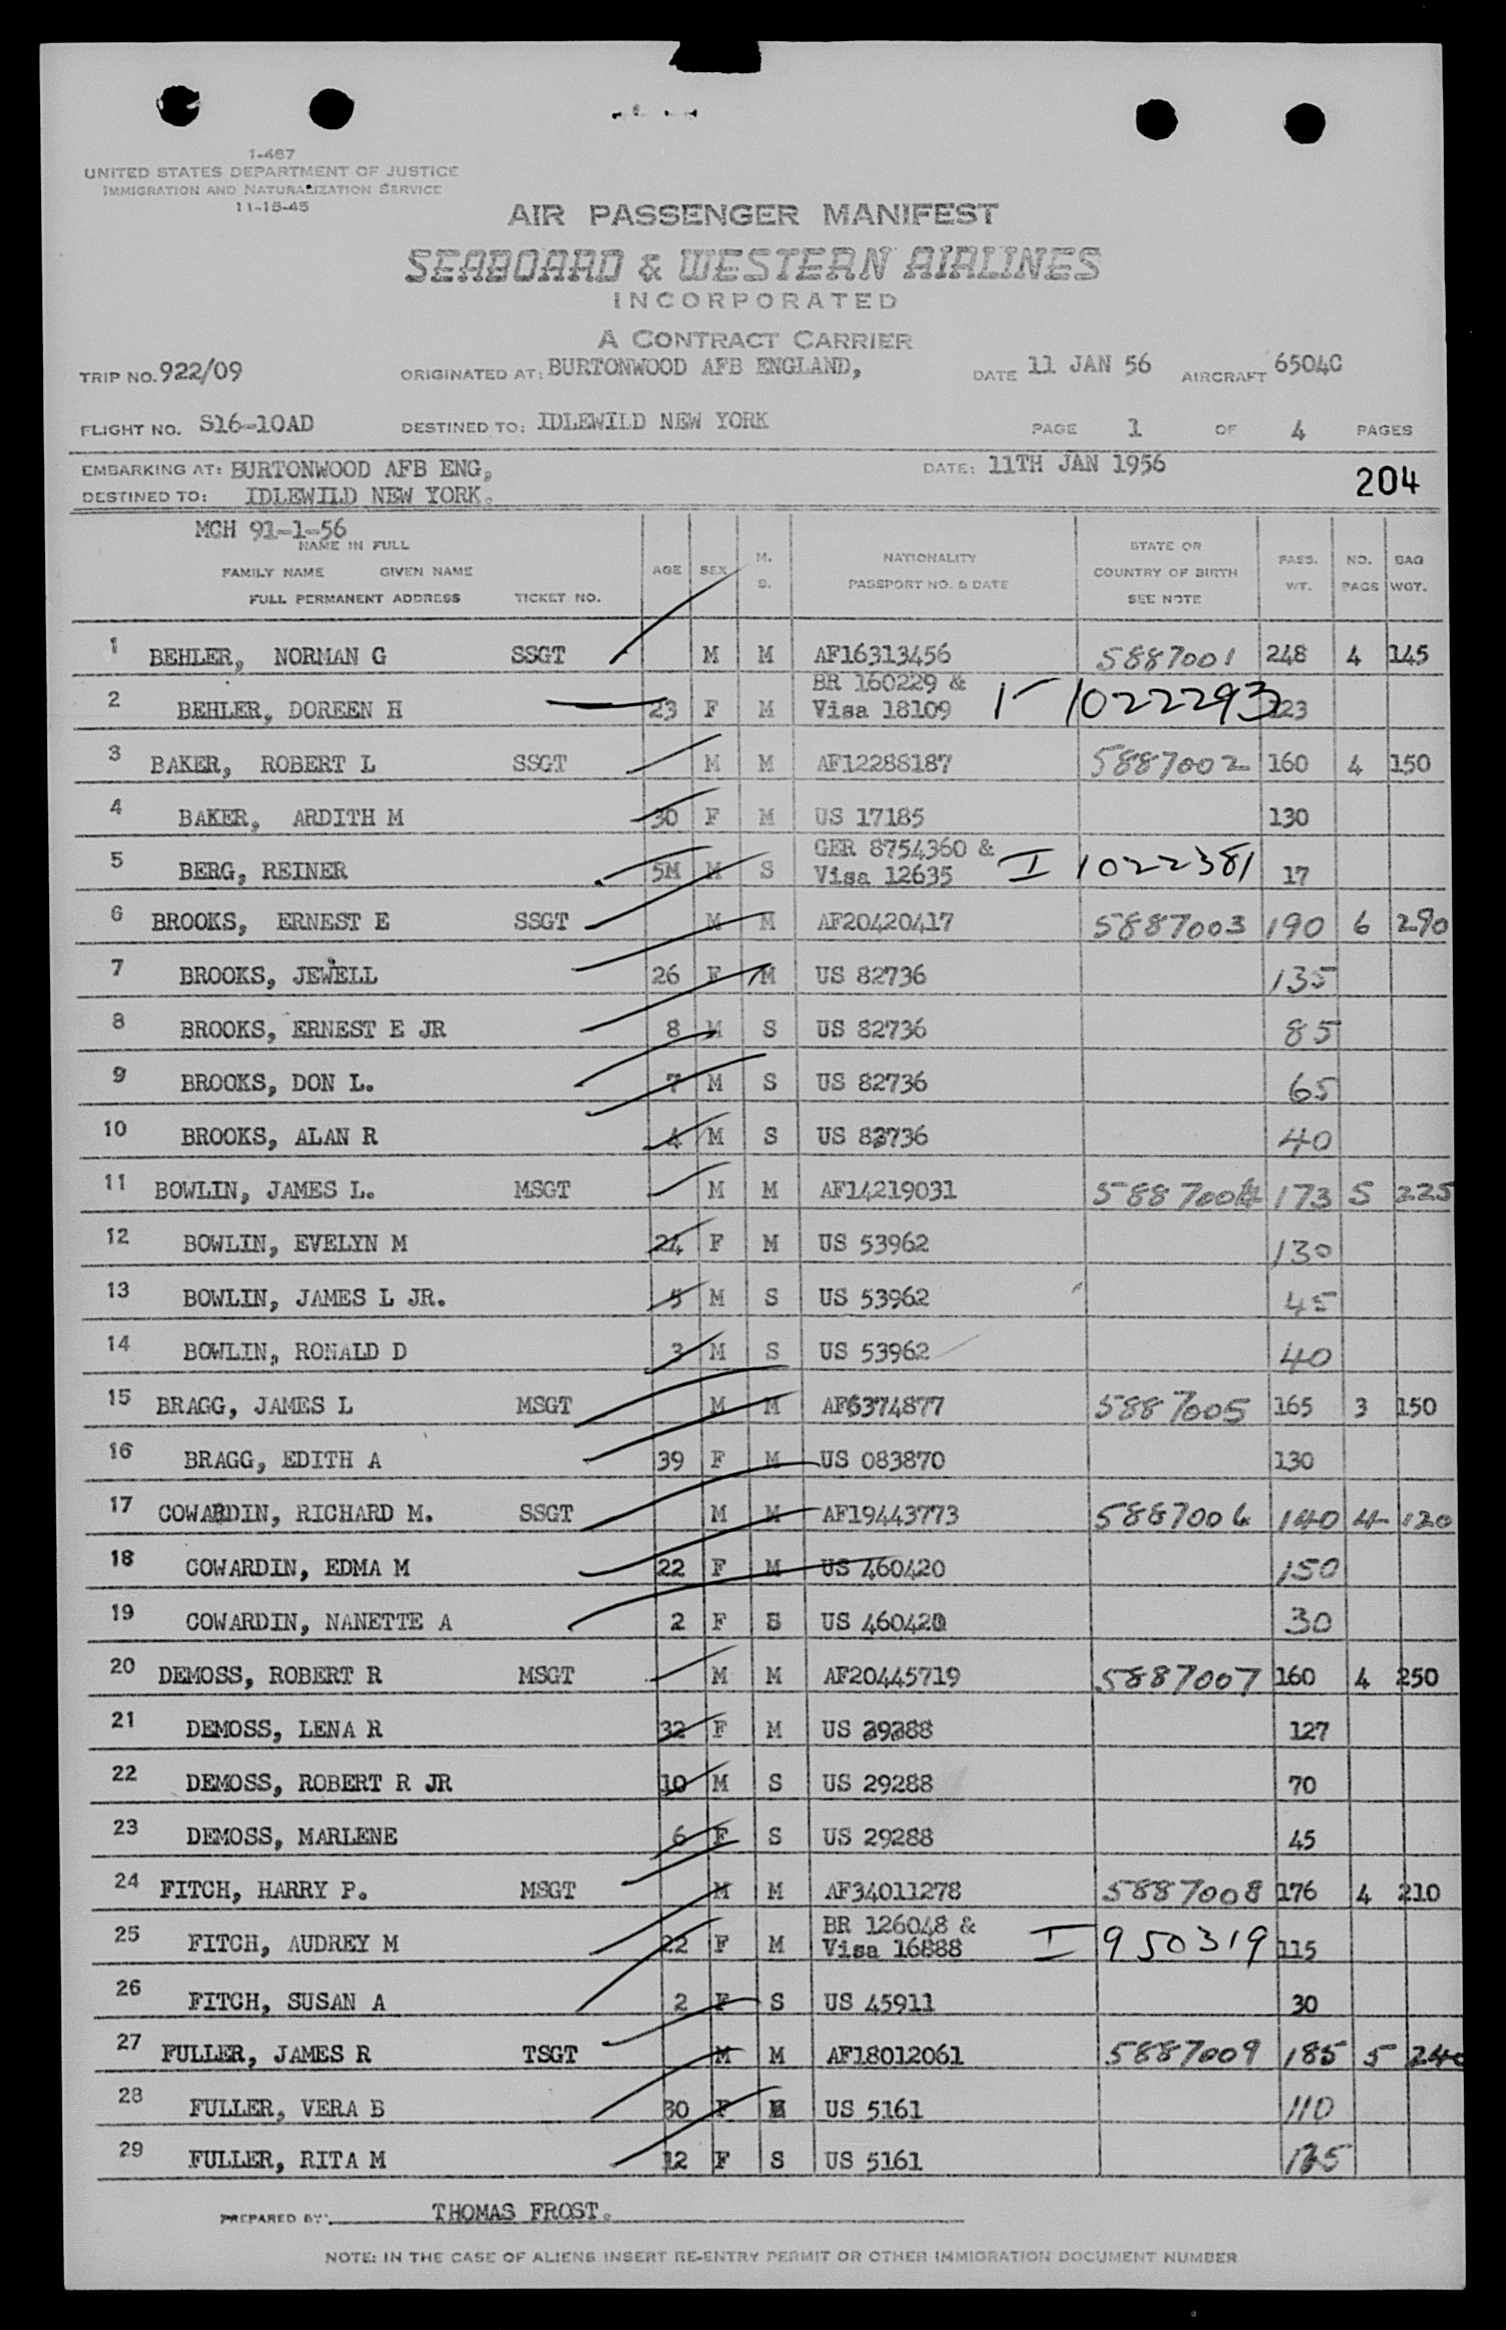 1-467
UNITED STATES DEPARTMENT OF JUSTICE
IMMIGRATION AND NATURALIZATION SERVICE
11-15-45
AIR PASSENGER MANIFEST
SEABOARD & WESTERN AIRLINES
INCORPORATED
A CONTRACT CARRIER
TRIP NO. 922/09 ORIGINATED AT: BURTONWOOD AFB ENGLAND, DATE 11 JAN 56 AIRCRAFT 6504C
FLIGHT NO. S16-10AD DESTINED TO: IDLEWILD NEW YORK PAGE 1 OF 4 PAGES
EMBARKING AT: BURTONWOOD AFB ENG, DATE: 11TH JAN 1956
DESTINED TO: IDLEWILD NEW YORK. 204
MCH 91-1-56
NAME IN FULL
FAMILY NAME GIVEN NAME AGE SEX M. S. NATIONALITY PASSPORT NO. & DATE STATE OR COUNTRY OF BIRTH SEE NOTE PASS. WT. NO. PAGS BAG WGT.
FULL PERMANENT ADDRESS TICKET NO.
1 BEHLER, NORMAN G SSGT M M AF16313456 5887001 248 4 145
2 BEHLER, DOREEN H 23 F M BR 160229 & Visa 18109 I 1022293 123
3 BAKER, ROBERT L SSGT M M AF12288187 5887002 160 4 150
4 BAKER, ARDITH M 30 F M US 17185 130
5 BERG, REINER 5M M S GER 8754360 & Visa 12635 I 1022381 17
6 BROOKS, ERNEST E SSGT M M AF20420417 5887003 190 6 290
7 BROOKS, JEWELL 26 F M US 82736 135
8 BROOKS, ERNEST E JR 8 M S US 82736 85
9 BROOKS, DON L. 7 M S US 82736 65
10 BROOKS, ALAN R 4 M S US 82736 40
11 BOWLIN, JAMES L. MSGT M M AF14219031 5887004 173 5 225
12 BOWLIN, EVELYN M 24 F M US 53962 130
13 BOWLIN, JAMES L JR. 5 M S US 53962 45
14 BOWLIN, RONALD D 3 M S US 53962 40
15 BRAGG, JAMES L MSGT M M AF6374877 5887005 165 3 150
16 BRAGG, EDITH A 39 F M US 083870 130
17 COWARDIN, RICHARD M. SSGT M M AF19443773 5887006 140 4 120
18 COWARDIN, EDMA M 22 F M US 460420 150
19 COWARDIN, NANETTE A 2 F S US 460420 30
20 DEMOSS, ROBERT R MSGT M M AF20445719 5887007 160 4 250
21 DEMOSS, LENA R 32 F M US 29288 127
22 DEMOSS, ROBERT R JR 10 M S US 29288 70
23 DEMOSS, MARLENE 6 F S US 29288 45
24 FITCH, HARRY P. MSGT M M AF34011278 5887008 176 4 210
25 FITCH, AUDREY M 22 F M BR 126048 & Visa 16888 I 950319 115
26 FITCH, SUSAN A 2 F S US 45911 30
27 FULLER, JAMES R TSGT M M AF18012061 5887009 185 5 240
28 FULLER, VERA B 30 F M US 5161 110
29 FULLER, RITA M 12 F S US 5161
PREPARED BY: THOMAS FROST.
NOTE: IN THE CASE OF ALIENS INSERT RE-ENTRY PERMIT OR OTHER IMMIGRATION DOCUMENT NUMBER